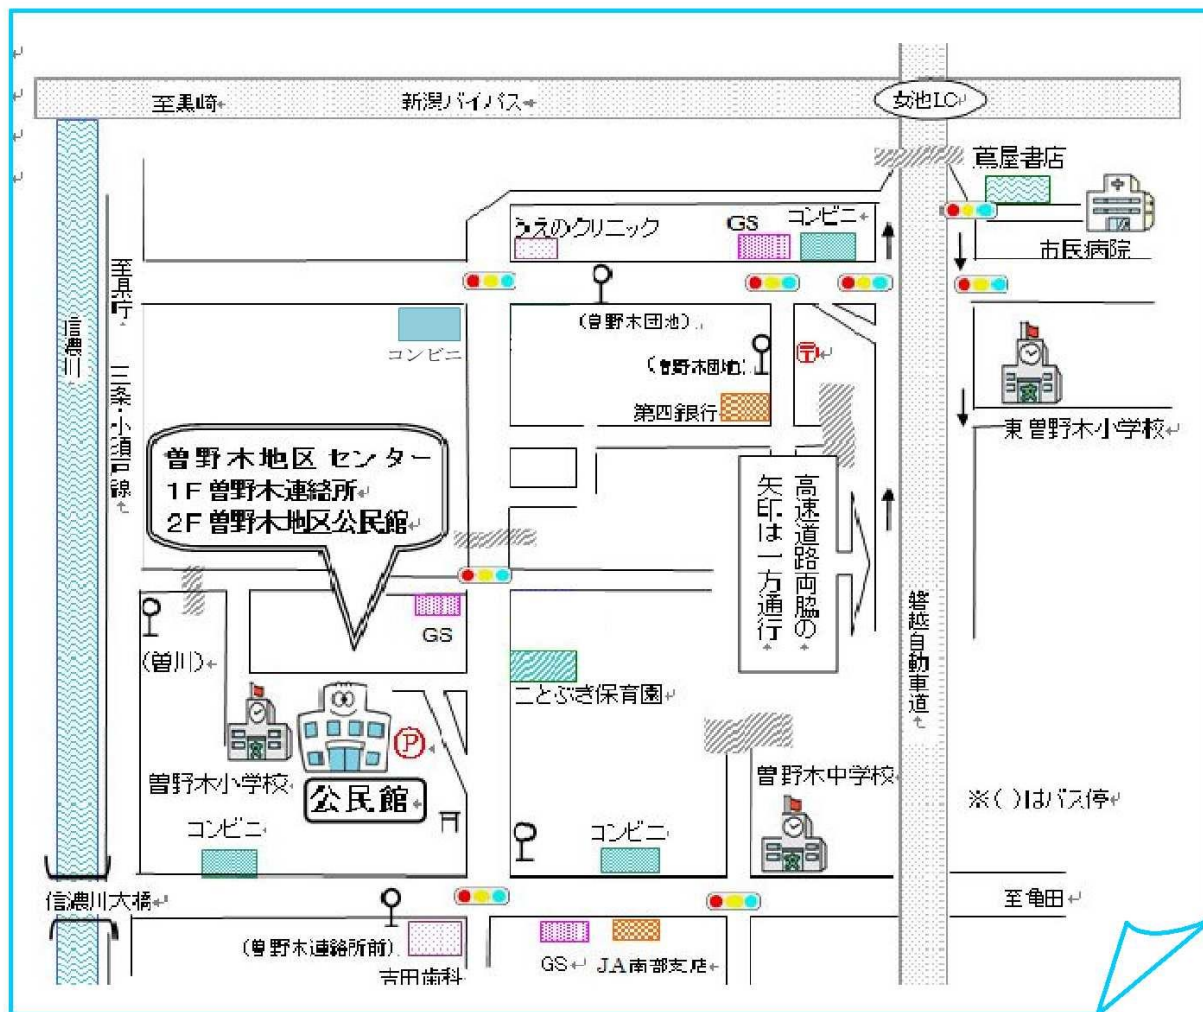 至黒崎
新潟バイパス
女池I.C
蔦屋書店
市民病院
うえのクリニック
GS
コンビニ
至県庁
三条・小須戸線
信濃川
コンビニ
(曽野木団地)
(曽野木団地)
〒
第四銀行
東曽野木小学校
曽野木地区センター
1F曽野木連絡所
2F曽野木地区公民館
高速道路両脇の
矢印は一方通行
磐越自動車道
(曽川)
GS
ことぶき保育園
曽野木小学校
P
公民館
曽野木中学校
※( )はバス停
コンビニ
コンビニ
信濃川大橋
至亀田
(曽野木連絡所前)
吉田歯科
GS
JA南部支店